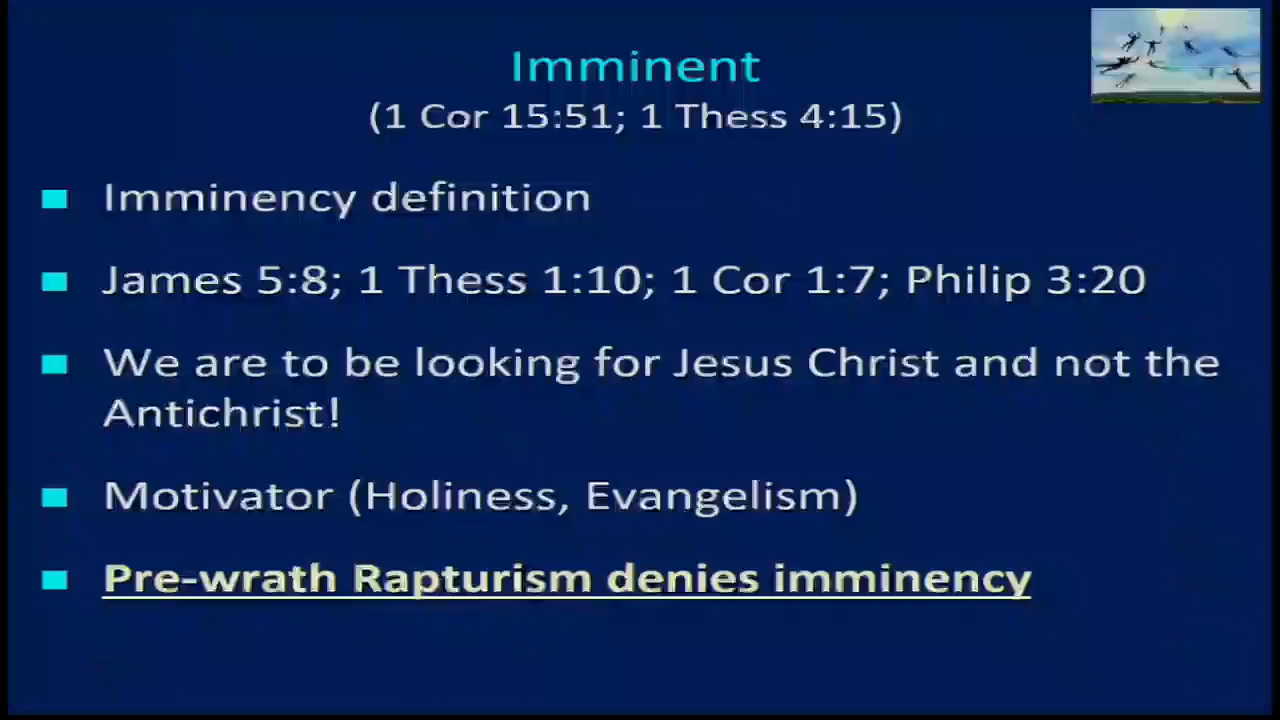 Imminent
(1 Cor 15:51; 1 Thess 4:15)
Imminency definition
James 5:8; 1 Thess 1:10; 1 Cor 1:7; Philip 3:20
We are to be looking for Jesus Christ and not the
Antichrist!
Motivator (Holiness, Evangelism)
Pre-wrath Rapturism denies imminency